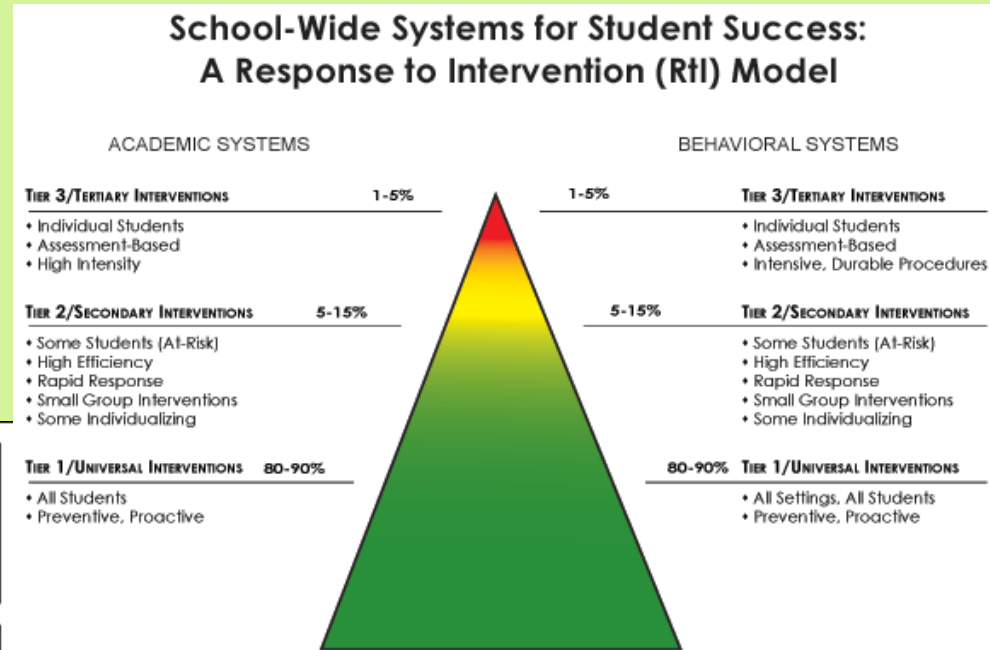 School-Wide Systems for Student Success:
A Response to Intervention (RtI) Model
ACADEMIC SYSTEMS
TIER 3/TERTIARY INTERVENTIONS 1-5%
• Individual Students
• Assessment-Based
• High Intensity
TIER 2/SECONDARY INTERVENTIONS 5-15%
• Some Students (At-Risk)
• High Efficiency
• Rapid Response
• Small Group Interventions
• Some Individualizing
TIER 1/UNIVERSAL INTERVENTIONS 80-90%
• All Students
• Preventive, Proactive
BEHAVIORAL SYSTEMS
1-5% TIER 3/TERTIARY INTERVENTIONS
• Individual Students
• Assessment-Based
• Intensive, Durable Procedures
5-15% TIER 2/SECONDARY INTERVENTIONS
• Some Students (At-Risk)
• High Efficiency
• Rapid Response
• Small Group Interventions
• Some Individualizing
80-90% TIER 1/UNIVERSAL INTERVENTIONS
• All Settings, All Students
• Preventive, Proactive